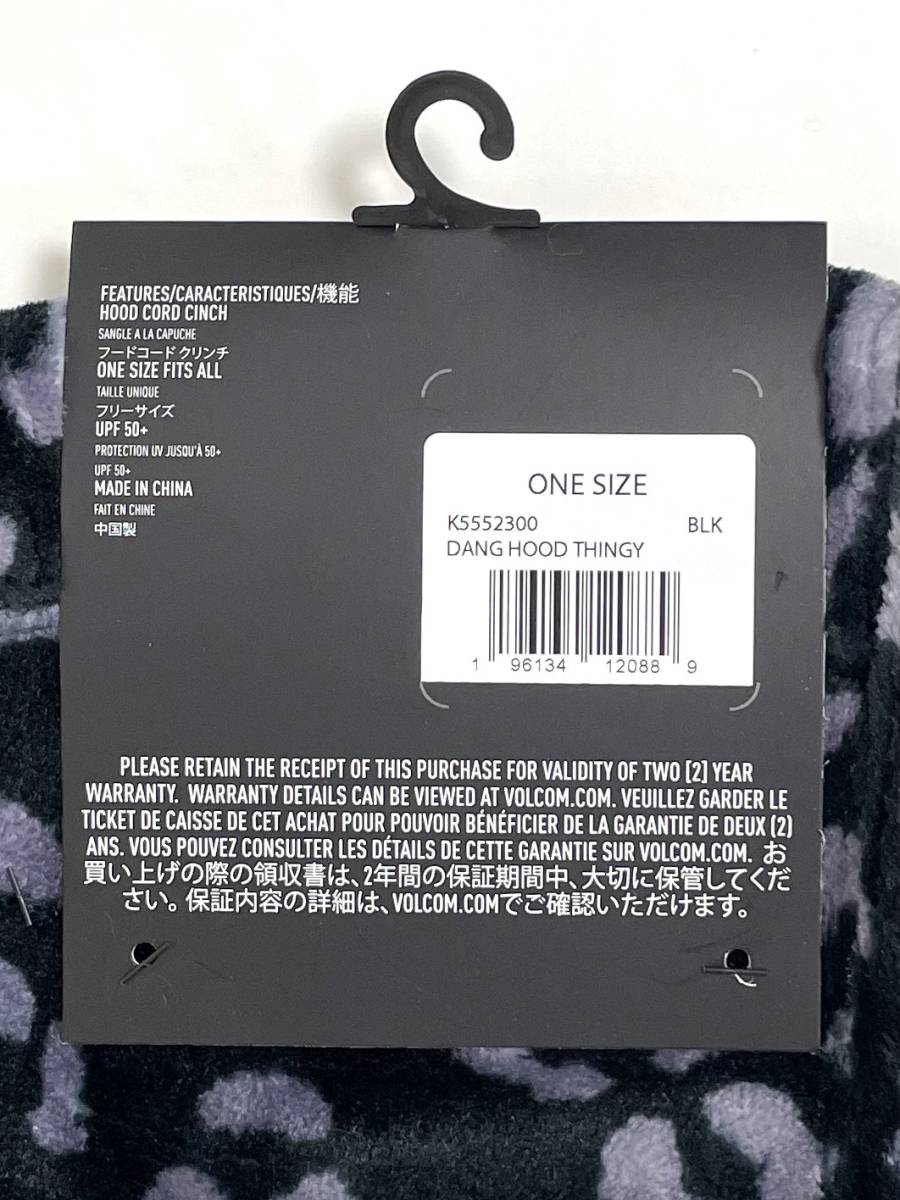 FEATURES/CARACTERISTIQUES/機能
HOOD CORD CINCH
SANGLE A LA CAPUCHE
フードコード クリンチ
ONE SIZE FITS ALL
TAILLE UNIQUE
フリーサイズ
UPF 50+
PROTECTION UV JUSQU'À 50+
UPF 50+
MADE IN CHINA
FAIT EN CHINE
中国製
ONE SIZE
K5552300 BLK
DANG HOOD THINGY
1 96134 12088 9
PLEASE RETAIN THE RECEIPT OF THIS PURCHASE FOR VALIDITY OF TWO [2] YEAR
WARRANTY. WARRANTY DETAILS CAN BE VIEWED AT VOLCOM.COM. VEUILLEZ GARDER LE
TICKET DE CAISSE DE CET ACHAT POUR POUVOIR BÉNÉFICIER DE LA GARANTIE DE DEUX (2)
ANS. VOUS POUVEZ CONSULTER LES DÉTAILS DE CETTE GARANTIE SUR VOLCOM.COM. お
買い上げの際の領収書は、2年間の保証期間中、大切に保管してくだ
さい。保証内容の詳細は、VOLCOM.COMでご確認いただけます。